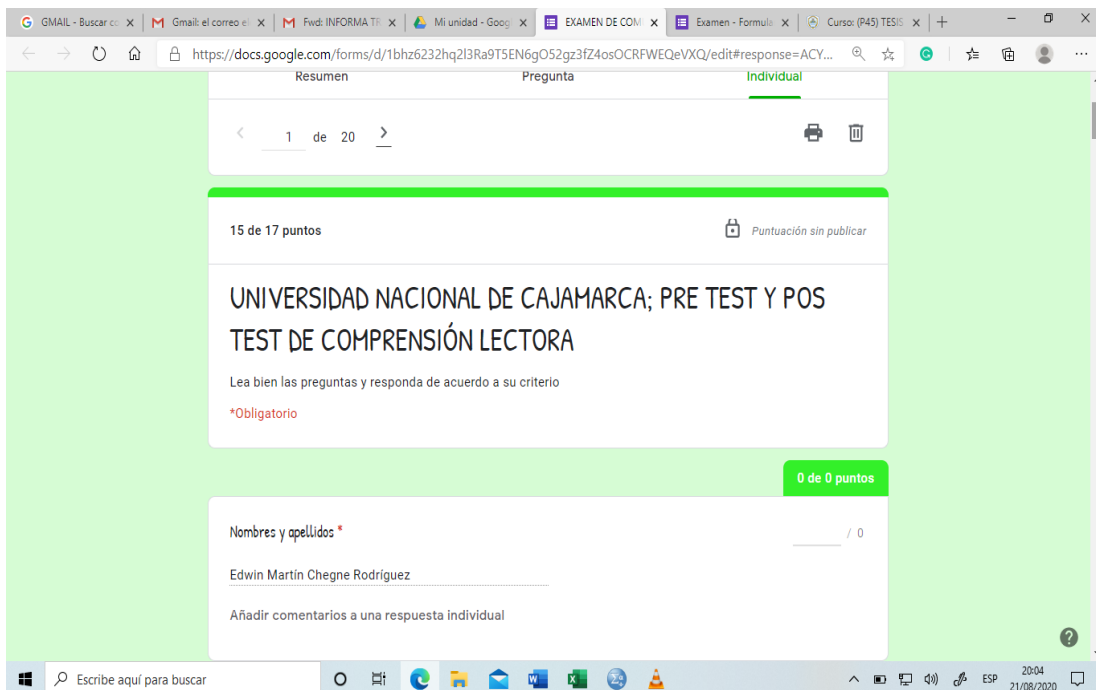 GMAIL - Buscar co
Gmail: el correo el
Fwd: INFORMA TR
Mi unidad - Goog
EXAMEN DE COM
Examen - Formula
Curso: (P45) TESIS
https://docs.google.com/forms/d/1bhz6232hq2l3Ra9T5EN6gO52gz3fZ4osOCRFWEQeVXQ/edit#response=ACY...
Resumen
Pregunta
Individual
1 de 20
15 de 17 puntos
Puntuación sin publicar
UNIVERSIDAD NACIONAL DE CAJAMARCA; PRE TEST Y POS
TEST DE COMPRENSIÓN LECTORA
Lea bien las preguntas y responda de acuerdo a su criterio
*Obligatorio
0 de 0 puntos
Nombres y apellidos *
/ 0
Edwin Martín Chegne Rodríguez
Añadir comentarios a una respuesta individual
Escribe aquí para buscar
ESP
20:04
21/08/2020